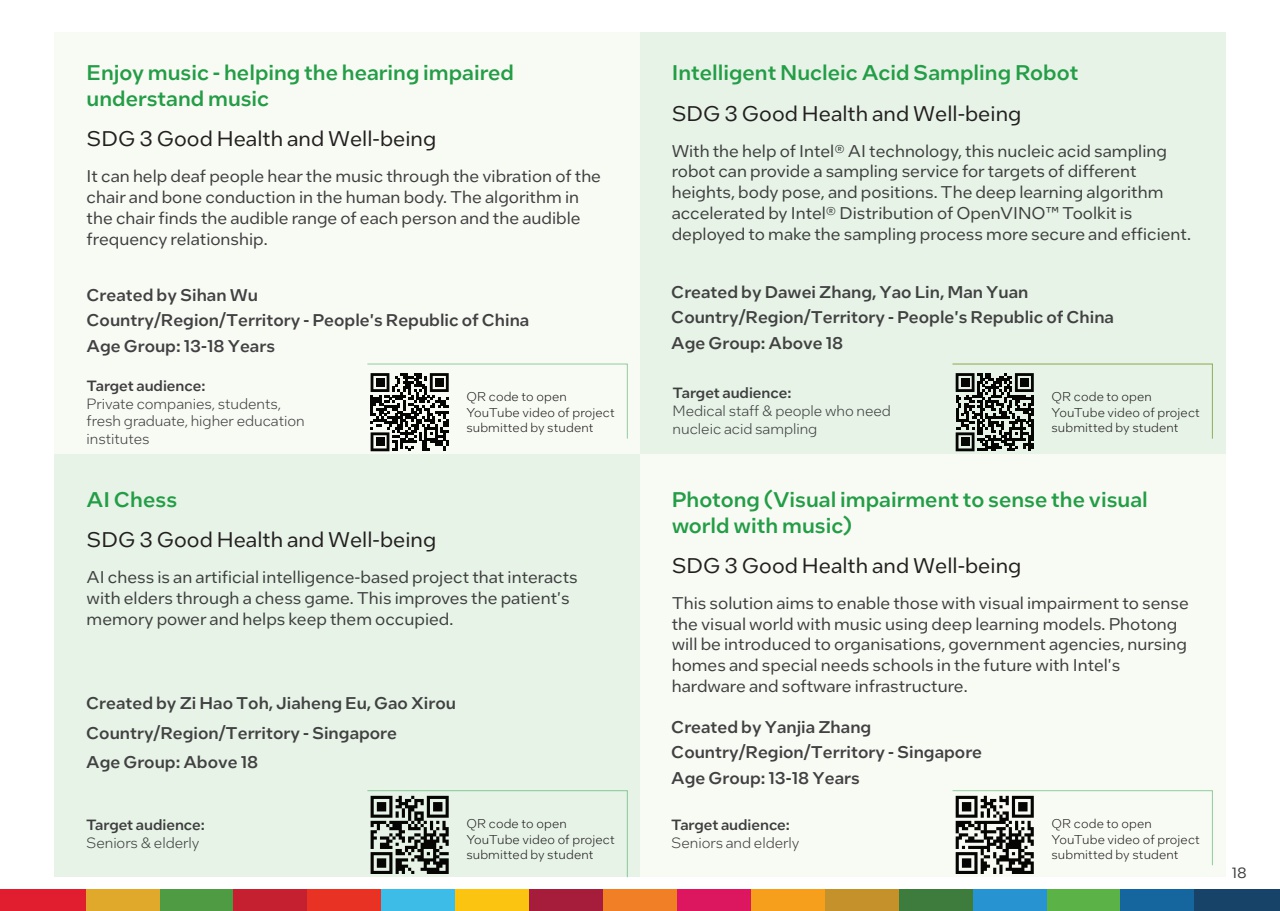 Enjoy music - helping the hearing impaired
understand music
SDG 3 Good Health and Well-being
It can help deaf people hear the music through the vibration of the
chair and bone conduction in the human body. The algorithm in
the chair finds the audible range of each person and the audible
frequency relationship.
Created by Sihan Wu
Country/Region/Territory - People's Republic of China
Age Group: 13-18 Years
Target audience:
Private companies, students,
fresh graduate, higher education
institutes
QR code to open
YouTube video of project
submitted by student
Intelligent Nucleic Acid Sampling Robot
SDG 3 Good Health and Well-being
With the help of Intel® AI technology, this nucleic acid sampling
robot can provide a sampling service for targets of different
heights, body pose, and positions. The deep learning algorithm
accelerated by Intel® Distribution of OpenVINO™ Toolkit is
deployed to make the sampling process more secure and efficient.
Created by Dawei Zhang, Yao Lin, Man Yuan
Country/Region/Territory - People's Republic of China
Age Group: Above 18
Target audience:
Medical staff & people who need
nucleic acid sampling
QR code to open
YouTube video of project
submitted by student
AI Chess
SDG 3 Good Health and Well-being
AI chess is an artificial intelligence-based project that interacts
with elders through a chess game. This improves the patient's
memory power and helps keep them occupied.
Created by Zi Hao Toh, Jiaheng Eu, Gao Xirou
Country/Region/Territory - Singapore
Age Group: Above 18
Target audience:
Seniors & elderly
QR code to open
YouTube video of project
submitted by student
Photong (Visual impairment to sense the visual
world with music)
SDG 3 Good Health and Well-being
This solution aims to enable those with visual impairment to sense
the visual world with music using deep learning models. Photong
will be introduced to organisations, government agencies, nursing
homes and special needs schools in the future with Intel's
hardware and software infrastructure.
Created by Yanjia Zhang
Country/Region/Territory - Singapore
Age Group: 13-18 Years
Target audience:
Seniors and elderly
QR code to open
YouTube video of project
submitted by student
18